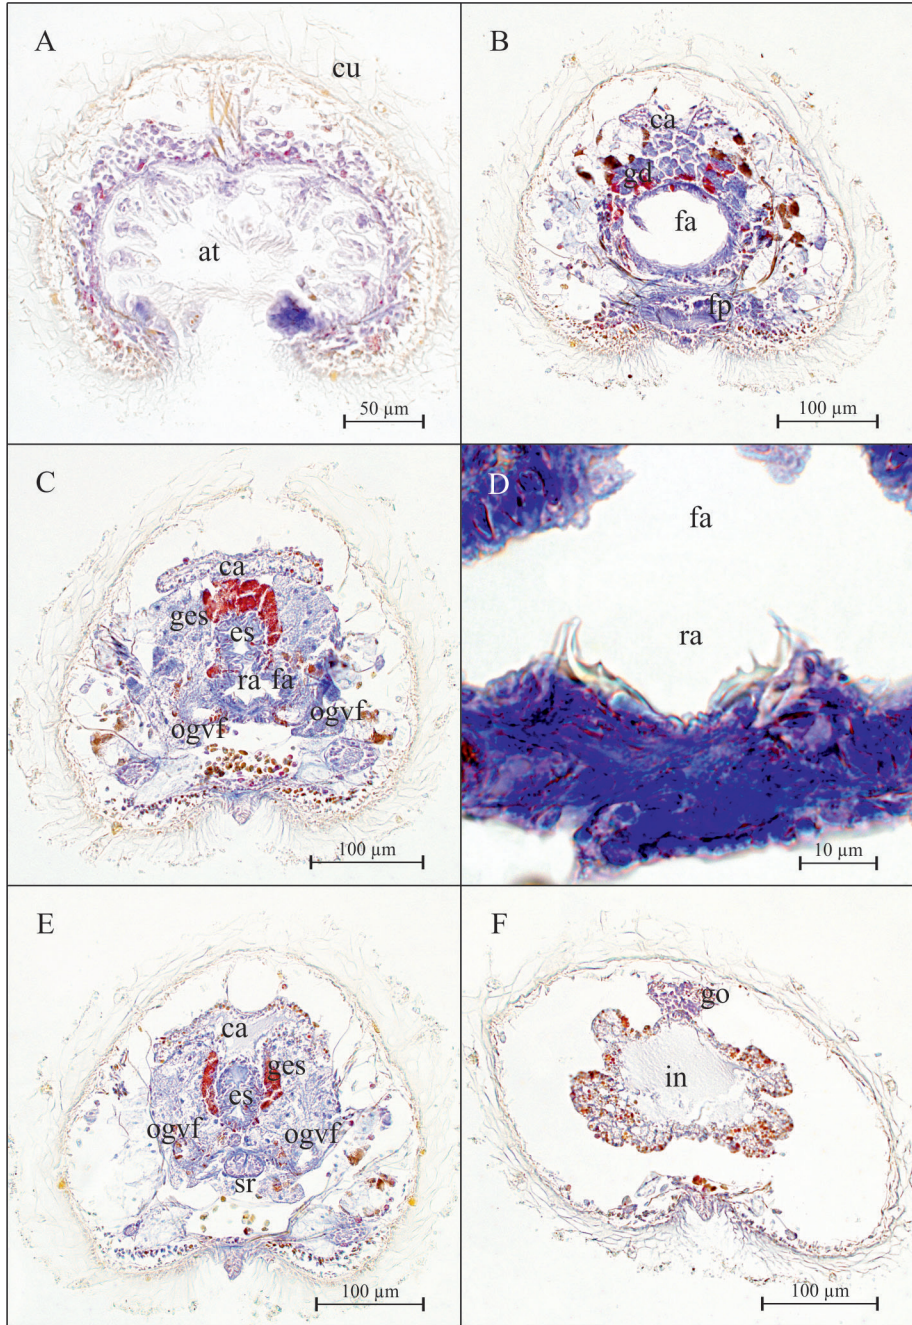 A
cu
at
50 µm
B
ca
gd
fa
fp
100 µm
C
ca
ges
es
ra fa
ogvf
ogvf
100 µm
D
fa
ra
10 µm
E
ca
ges
es
ogvf
ogvf
sr
100 µm
F
go
in
100 µm